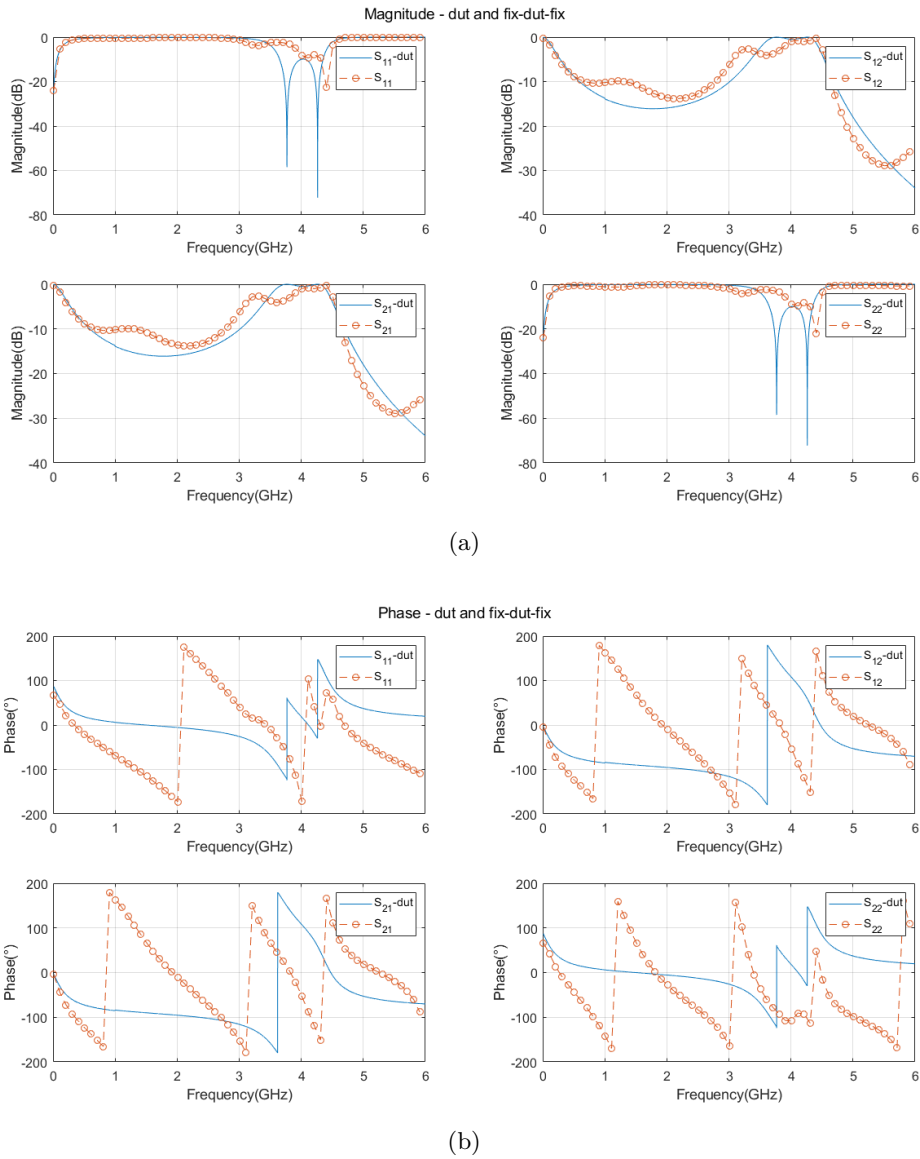 Magnitude - dut and fix-dut-fix
0
-20
-40
-60
-80
Magnitude(dB)
0 1 2 3 4 5 6
Frequency(GHz)
S11-dut
S11
0
-10
-20
-30
-40
Magnitude(dB)
0 1 2 3 4 5 6
Frequency(GHz)
S12-dut
S12
0
-10
-20
-30
-40
Magnitude(dB)
0 1 2 3 4 5 6
Frequency(GHz)
S21-dut
S21
0
-20
-40
-60
-80
Magnitude(dB)
0 1 2 3 4 5 6
Frequency(GHz)
S22-dut
S22
(a)
Phase - dut and fix-dut-fix
200
100
0
-100
-200
Phase(°)
0 1 2 3 4 5 6
Frequency(GHz)
S11-dut
S11
200
100
0
-100
-200
Phase(°)
0 1 2 3 4 5 6
Frequency(GHz)
S12-dut
S12
200
100
0
-100
-200
Phase(°)
0 1 2 3 4 5 6
Frequency(GHz)
S21-dut
S21
200
100
0
-100
-200
Phase(°)
0 1 2 3 4 5 6
Frequency(GHz)
S22-dut
S22
(b)